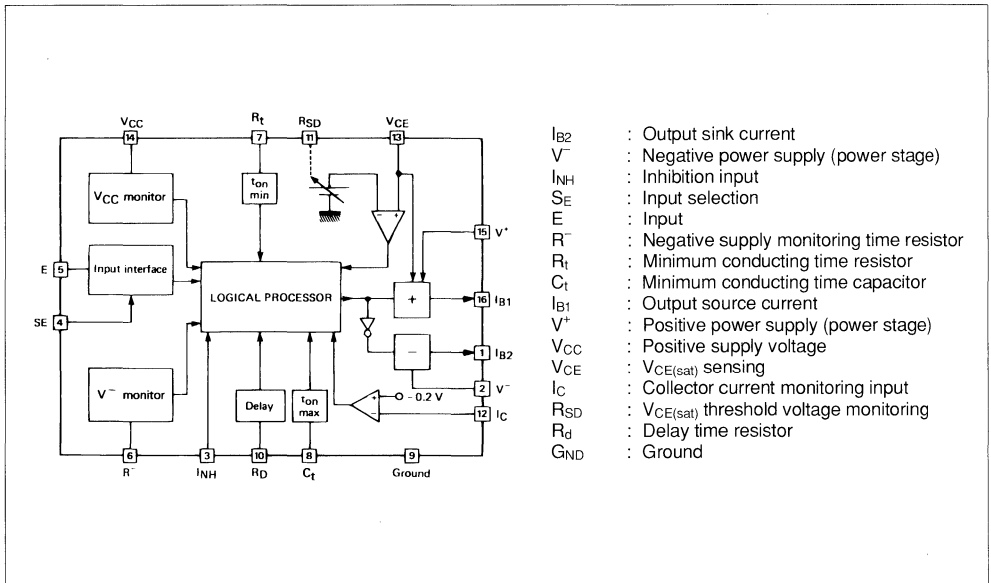 VCC Rt RSD VCE
14 7 11 13
ton min
VCC monitor
- +
15 V+
E 5 Input interface
LOGICAL PROCESSOR
+
16 IB1
SE 4
-
1 IB2
V- monitor
2 V-
Delay
ton max
+ - 0.2 V
-
12 IC
6 3 10 8 9
R- INH RD Ct Ground
IB2 : Output sink current
V- : Negative power supply (power stage)
INH : Inhibition input
SE : Input selection
E : Input
R- : Negative supply monitoring time resistor
Rt : Minimum conducting time resistor
Ct : Minimum conducting time capacitor
IB1 : Output source current
V+ : Positive power supply (power stage)
VCC : Positive supply voltage
VCE : VCE(sat) sensing
IC : Collector current monitoring input
RSD : VCE(sat) threshold voltage monitoring
Rd : Delay time resistor
GND : Ground